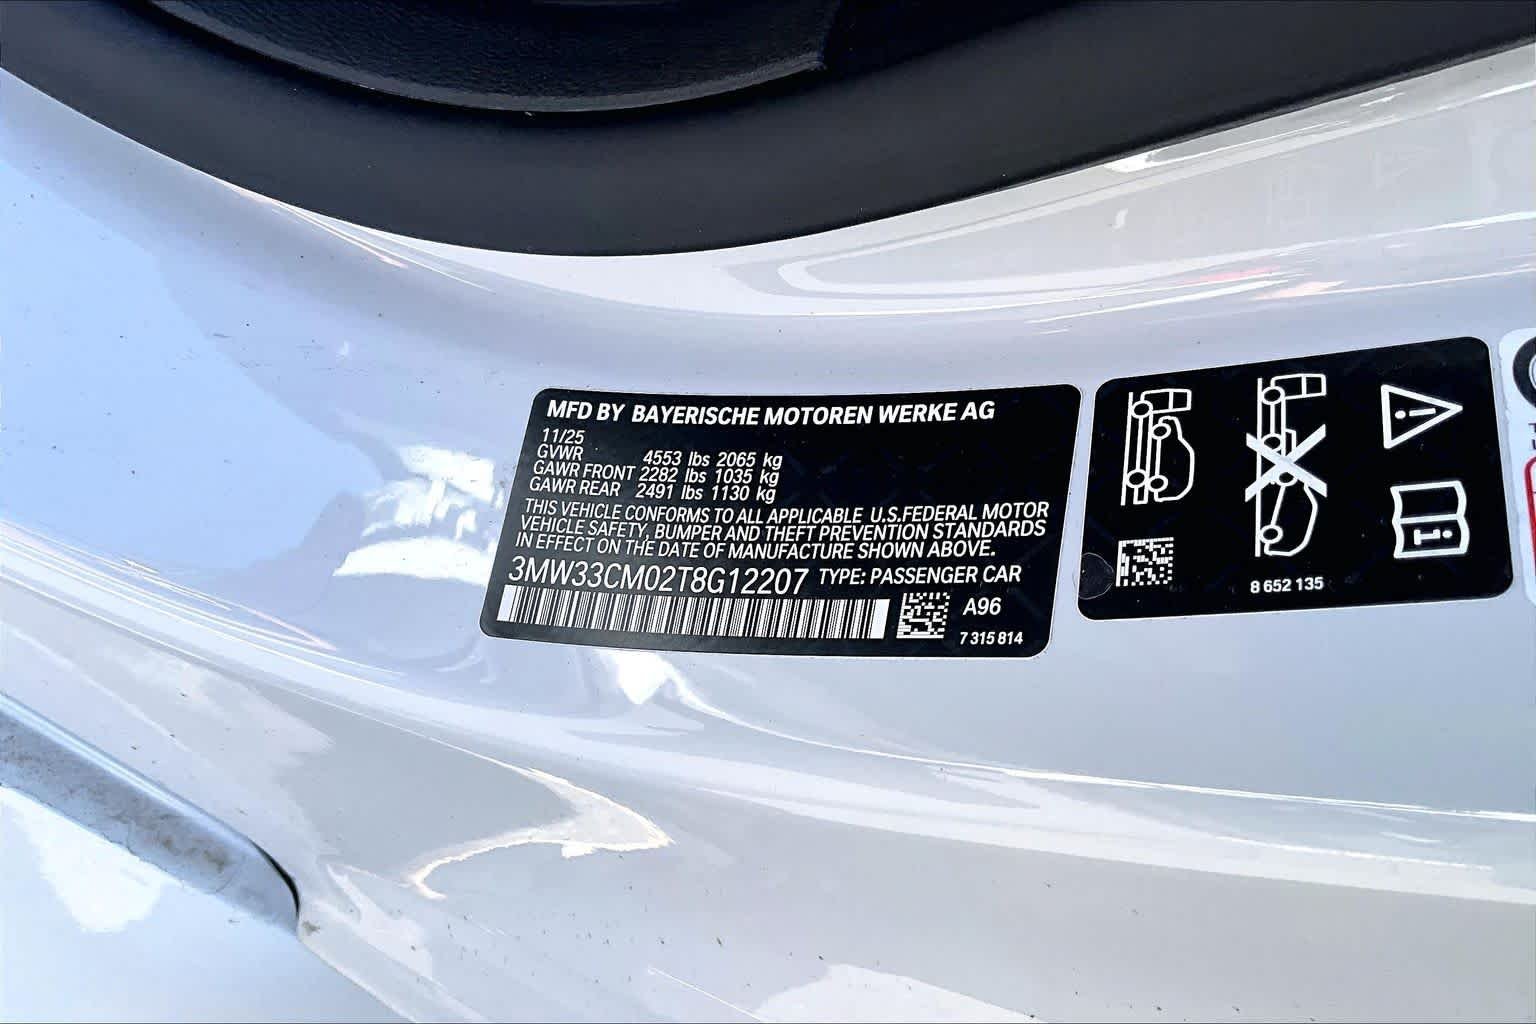 MFD BY BAYERISCHE MOTOREN WERKE AG
11/25
GVWR 4553 lbs 2065 kg
GAWR FRONT 2282 lbs 1035 kg
GAWR REAR 2491 lbs 1130 kg
THIS VEHICLE CONFORMS TO ALL APPLICABLE U.S.FEDERAL MOTOR
VEHICLE SAFETY, BUMPER AND THEFT PREVENTION STANDARDS
IN EFFECT ON THE DATE OF MANUFACTURE SHOWN ABOVE.
3MW33CM02T8G12207 TYPE: PASSENGER CAR
A96
7 315 814
8 652 135